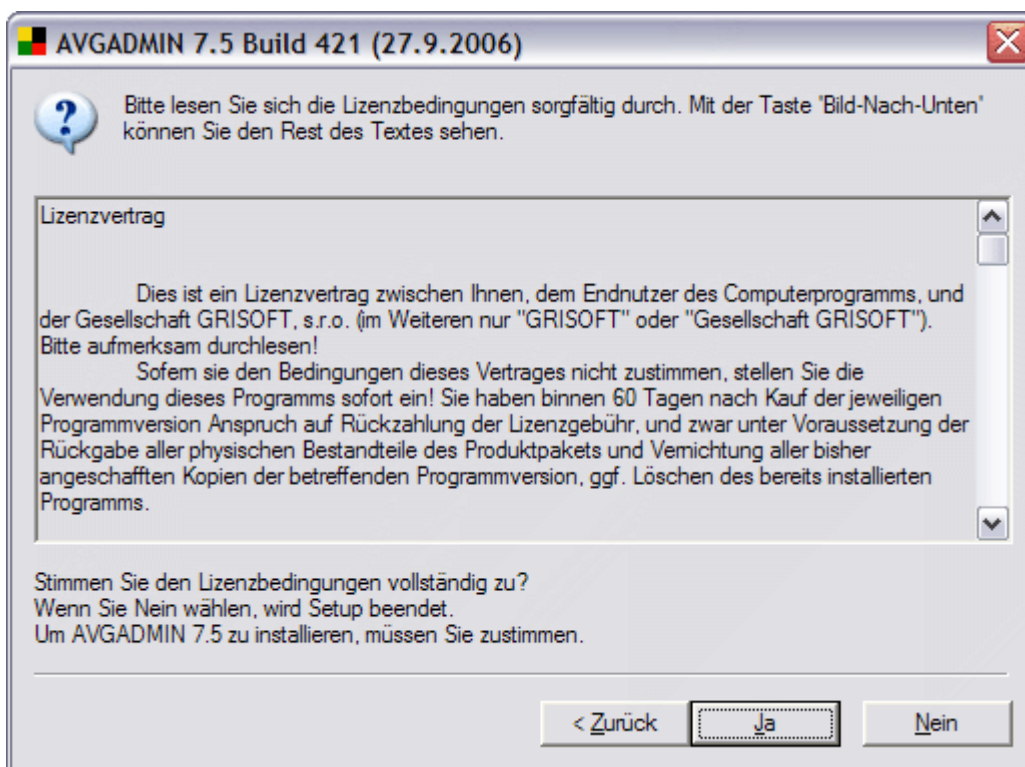 AVGADMIN 7.5 Build 421 (27.9.2006)
Bitte lesen Sie sich die Lizenzbedingungen sorgfältig durch. Mit der Taste 'Bild-Nach-Unten'
können Sie den Rest des Textes sehen.
Lizenzvertrag
Dies ist ein Lizenzvertrag zwischen Ihnen, dem Endnutzer des Computerprogramms, und
der Gesellschaft GRISOFT, s.r.o. (im Weiteren nur "GRISOFT" oder "Gesellschaft GRISOFT").
Bitte aufmerksam durchlesen!
Sofern sie den Bedingungen dieses Vertrages nicht zustimmen, stellen Sie die
Verwendung dieses Programms sofort ein! Sie haben binnen 60 Tagen nach Kauf der jeweiligen
Programmversion Anspruch auf Rückzahlung der Lizenzgebühr, und zwar unter Voraussetzung der
Rückgabe aller physischen Bestandteile des Produktpakets und Vernichtung aller bisher
angeschafften Kopien der betreffenden Programmversion, ggf. Löschen des bereits installierten
Programms.
Stimmen Sie den Lizenzbedingungen vollständig zu?
Wenn Sie Nein wählen, wird Setup beendet.
Um AVGADMIN 7.5 zu installieren, müssen Sie zustimmen.
< Zurück Ja Nein